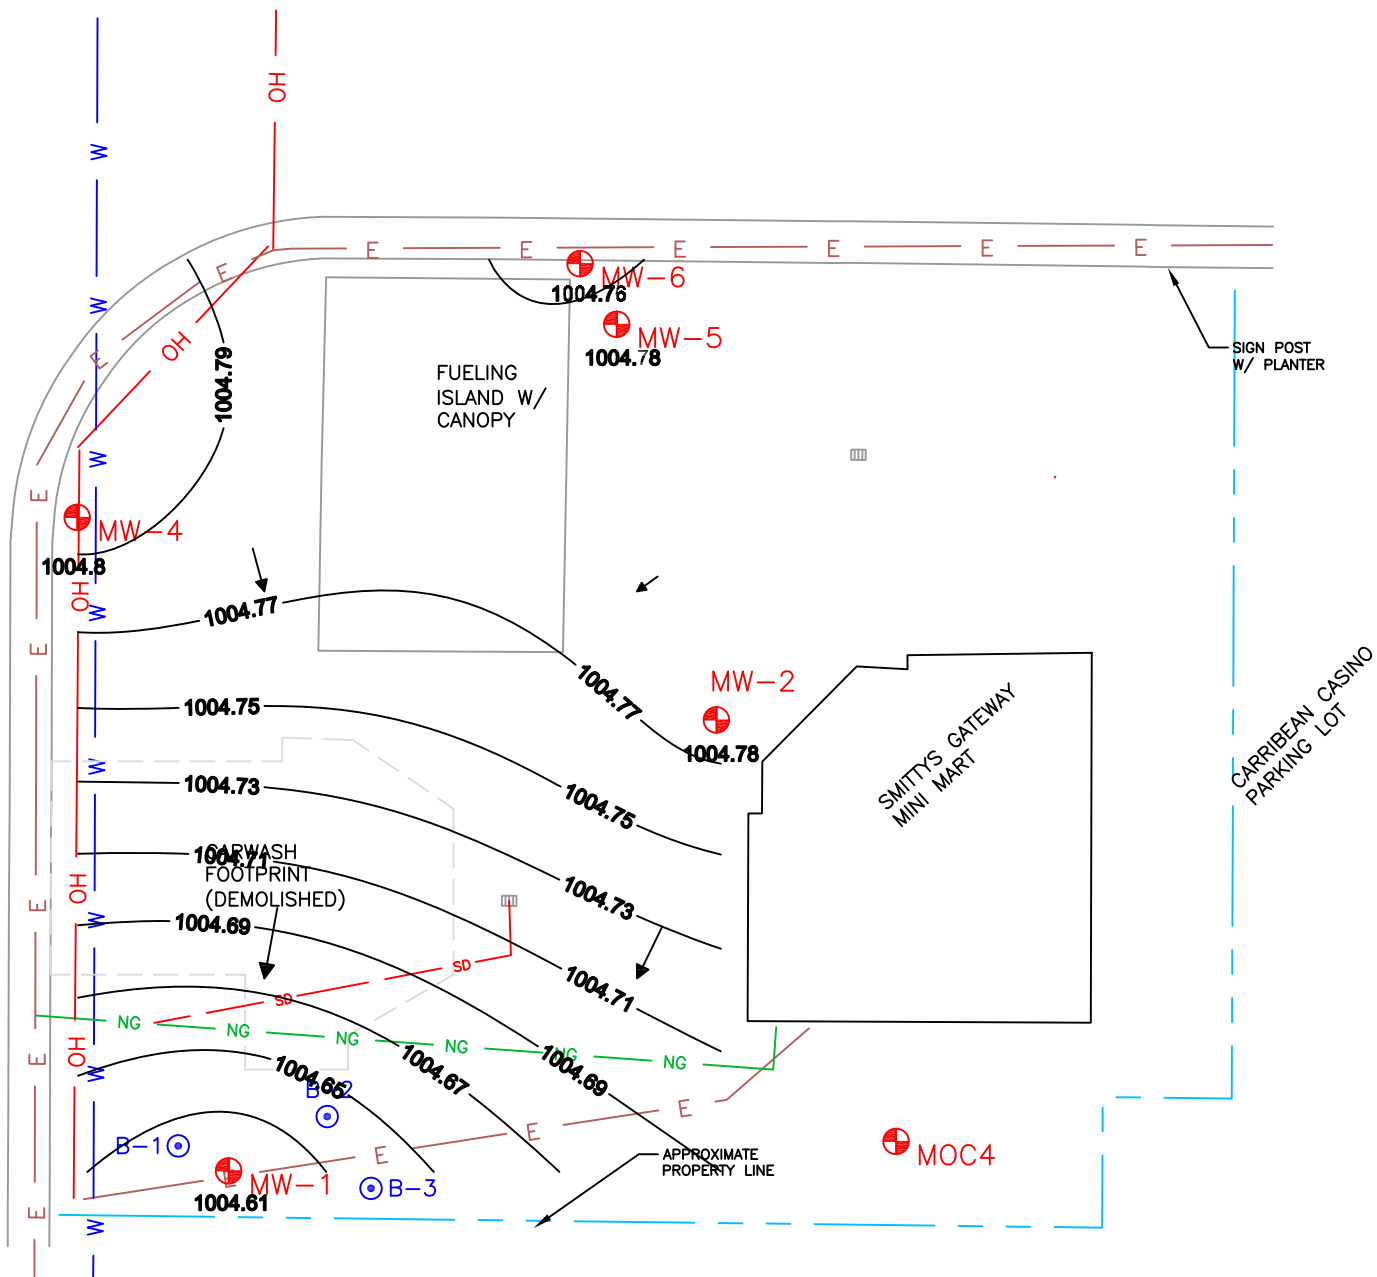 OH
W
E
E
E
E
E
E
E
MW-6
1004.76
W
MW-5
1004.78
OH
E
1004.79
SIGN POST
W/ PLANTER
FUELING
ISLAND W/
CANOPY
W
E
MW-4
1004.8
OH
W
1004.77
E
1004.77
MW-2
1004.78
CARRIBEAN CASINO
PARKING LOT
SMITTYS GATEWAY
MINI MART
1004.75
W
1004.73
1004.75
CARWASH
1004.71
FOOTPRINT
(DEMOLISHED)
OH
1004.73
E
W
1004.69
SD
1004.71
SD
NG
NG
NG
NG
NG
NG
OH
E
W
1004.65
1004.67
1004.69
B-2
E
E
B-1
E
APPROXIMATE
PROPERTY LINE
MOC4
MW-1
B-3
1004.61
E
W